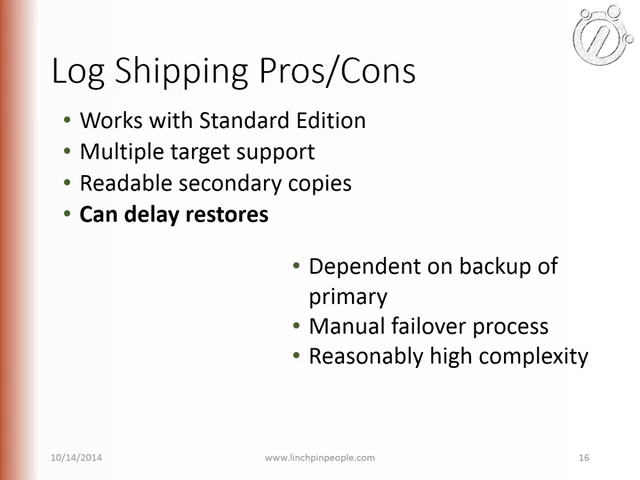 Log Shipping Pros/Cons
• Works with Standard Edition
• Multiple target support
• Readable secondary copies
• Can delay restores
• Dependent on backup of
primary
• Manual failover process
• Reasonably high complexity
10/14/2014
www.linchpinpeople.com
16